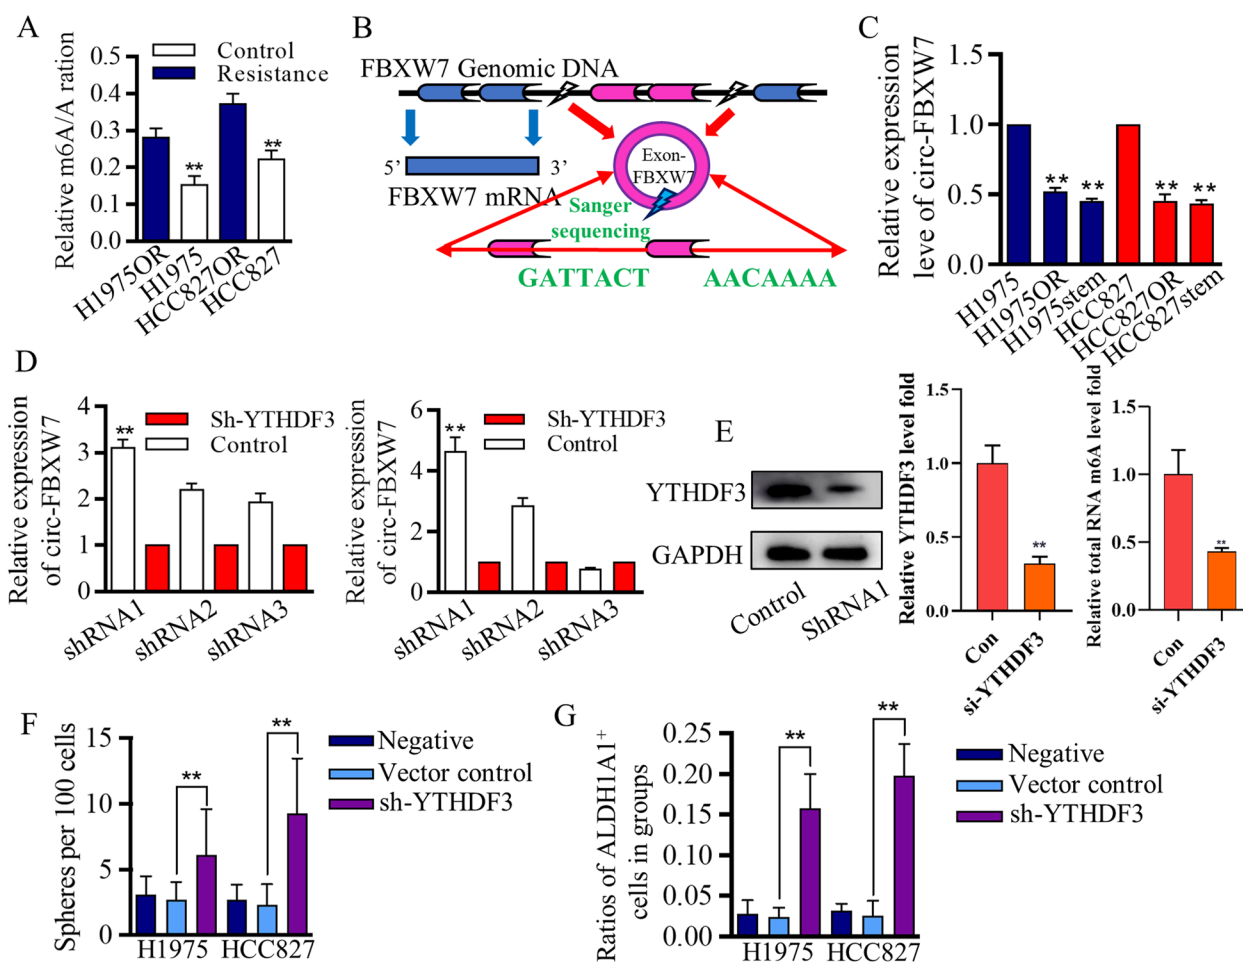 A
Relative m6A/A ration
0.5
0.4
0.3
0.2
0.1
0.0
Control
Resistance
**
**
H1975OR
H1975
HCC827OR
HCC827
B
FBXW7 Genomic DNA
5’
3’
FBXW7 mRNA
Exon-
FBXW7
Sanger
sequencing
GATTACT
AACAAAA
C
Relative expression
leve of circ-FBXW7
1.5
1.0
0.5
0.0
**
**
**
**
H1975
H1975OR
H1975stem
HCC827
HCC827OR
HCC827stem
D
Relative expression
of circ-FBXW7
4
3
2
1
0
**
Sh-YTHDF3
Control
shRNA1
shRNA2
shRNA3
Relative expression
of circ-FBXW7
6
4
2
0
**
Sh-YTHDF3
Control
shRNA1
shRNA2
shRNA3
E
YTHDF3
GAPDH
Control
ShRNA1
Relative YTHDF3 level fold
1.5
1.0
0.5
0.0
**
Con
si-YTHDF3
Relative total RNA m6A level fold
1.5
1.0
0.5
0.0
**
Con
si-YTHDF3
F
Spheres per 100 cells
15
10
5
0
**
**
H1975
HCC827
Negative
Vector control
sh-YTHDF3
G
Ratios of ALDH1A1+
cells in groups
0.25
0.20
0.15
0.10
0.05
0.00
**
**
H1975
HCC827
Negative
Vector control
sh-YTHDF3